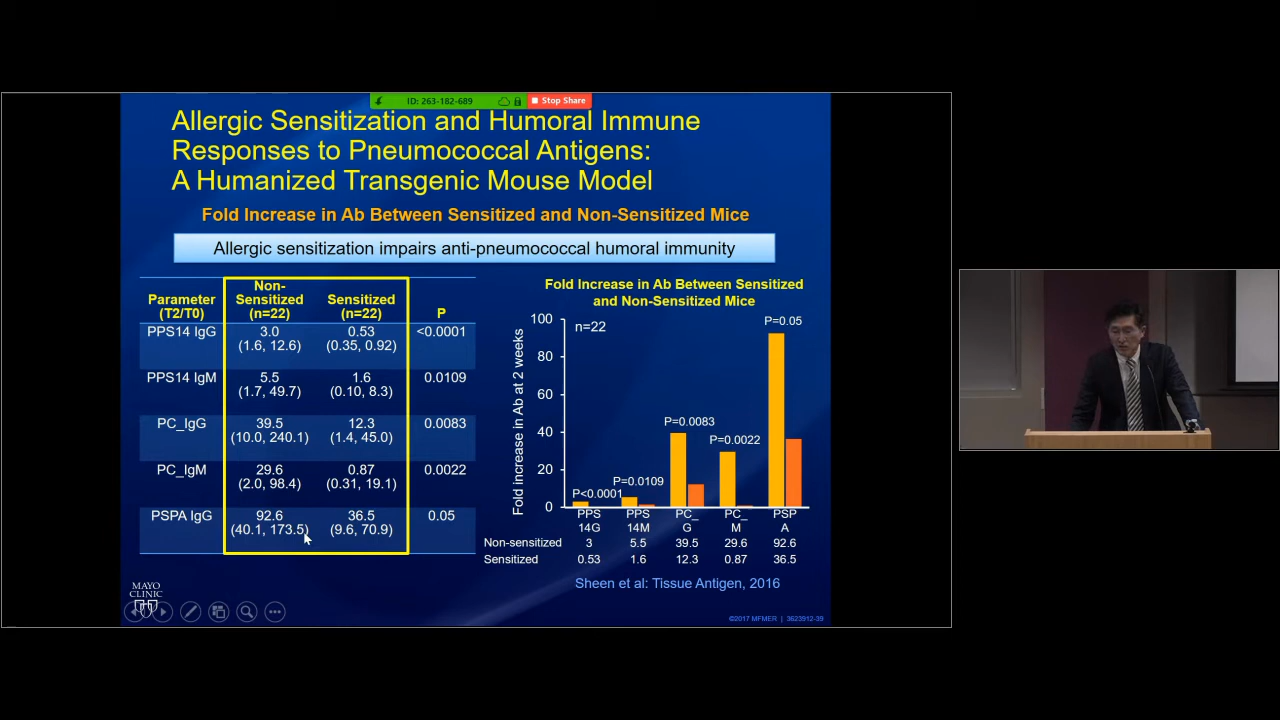 ID: 263-182-689
Stop Share
Allergic Sensitization and Humoral Immune
Responses to Pneumococcal Antigens:
A Humanized Transgenic Mouse Model
Fold Increase in Ab Between Sensitized and Non-Sensitized Mice
Allergic sensitization impairs anti-pneumococcal humoral immunity
Parameter (T2/T0) Non-Sensitized (n=22) Sensitized (n=22) P
PPS14 IgG 3.0 0.53 <0.0001
(1.6, 12.6) (0.35, 0.92)
PPS14 IgM 5.5 1.6 0.0109
(1.7, 49.7) (0.10, 8.3)
PC_IgG 39.5 12.3 0.0083
(10.0, 240.1) (1.4, 45.0)
PC_IgM 29.6 0.87 0.0022
(2.0, 98.4) (0.31, 19.1)
PSPA IgG 92.6 36.5 0.05
(40.1, 173.5) (9.6, 70.9)
Fold Increase in Ab Between Sensitized
and Non-Sensitized Mice
Fold increase in Ab at 2 weeks
100
80
60
40
20
0
n=22
P<0.0001
P=0.0109
P=0.0083
P=0.0022
P=0.05
PPS PPS PC_ PC_ PSP
14G 14M G M A
Non-sensitized 3 5.5 39.5 29.6 92.6
Sensitized 0.53 1.6 12.3 0.87 36.5
Sheen et al: Tissue Antigen, 2016
MAYO
CLINIC
©2017 MFMER | 3623912-39